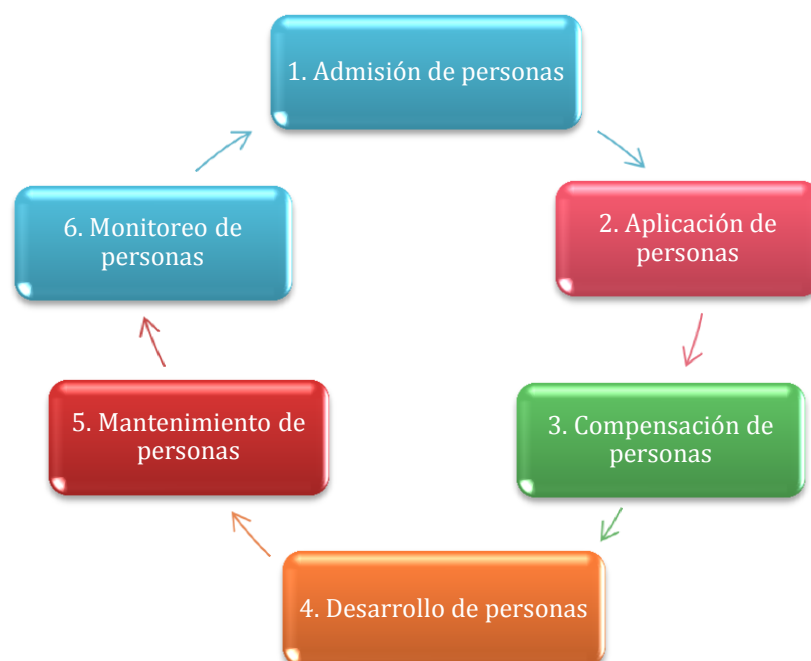 1. Admisión de personas
2. Aplicación de
personas
3. Compensación de
personas
4. Desarrollo de personas
5. Mantenimiento de
personas
6. Monitoreo de
personas